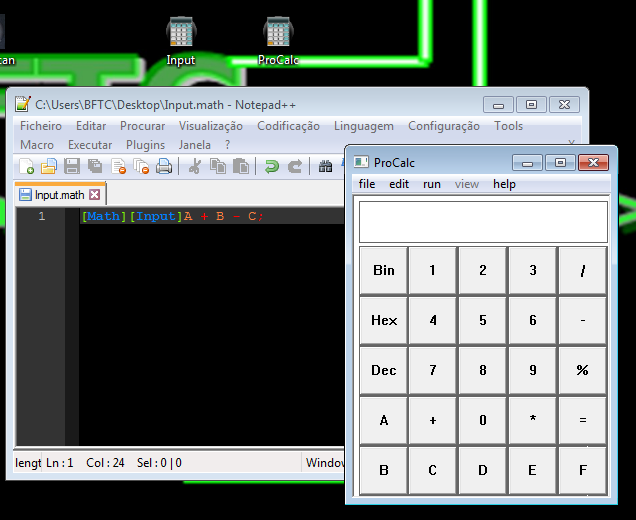 can
Input
ProCalc
C:\Users\BFTC\Desktop\Input.math - Notepad++
Ficheiro Editar Procurar Visualização Codificação Linguagem Configuração Tools
Macro Executar Plugins Janela ?
Input.math
1 [Math][Input]A + B - C;
lengt Ln : 1 Col : 24 Sel : 0 | 0 Window
ProCalc
file edit run view help
Bin 1 2 3 /
Hex 4 5 6 -
Dec 7 8 9 %
A + 0 * =
B C D E F